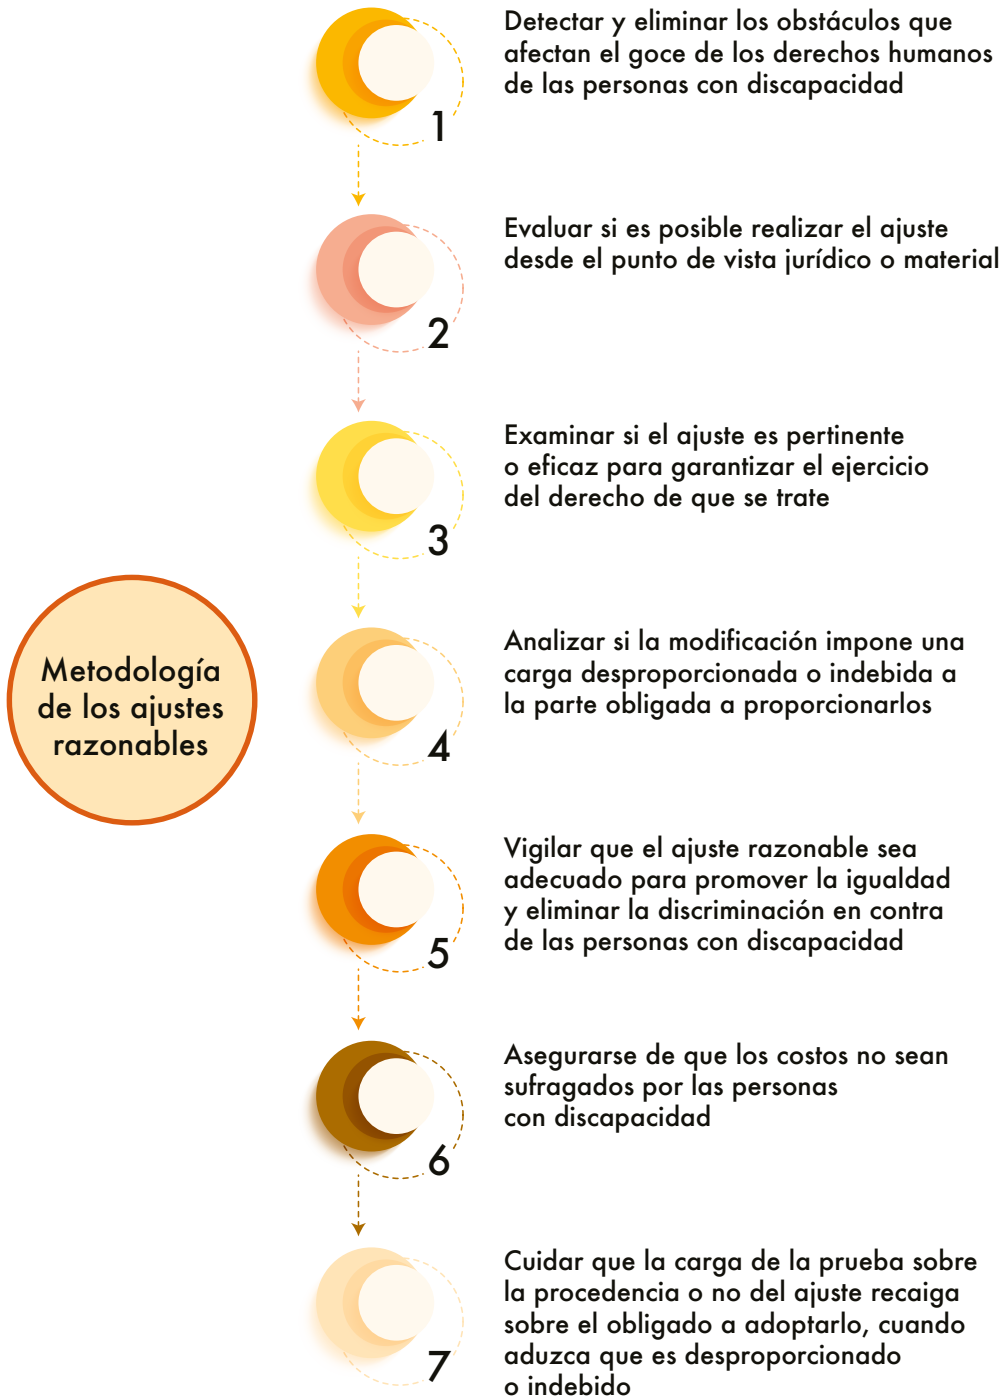 Metodología
de los ajustes
razonables
1
Detectar y eliminar los obstáculos que
afectan el goce de los derechos humanos
de las personas con discapacidad
2
Evaluar si es posible realizar el ajuste
desde el punto de vista jurídico o material
3
Examinar si el ajuste es pertinente
o eficaz para garantizar el ejercicio
del derecho de que se trate
4
Analizar si la modificación impone una
carga desproporcionada o indebida a
la parte obligada a proporcionarlos
5
Vigilar que el ajuste razonable sea
adecuado para promover la igualdad
y eliminar la discriminación en contra
de las personas con discapacidad
6
Asegurarse de que los costos no sean
sufragados por las personas
con discapacidad
7
Cuidar que la carga de la prueba sobre
la procedencia o no del ajuste recaiga
sobre el obligado a adoptarlo, cuando
aduzca que es desproporcionado
o indebido